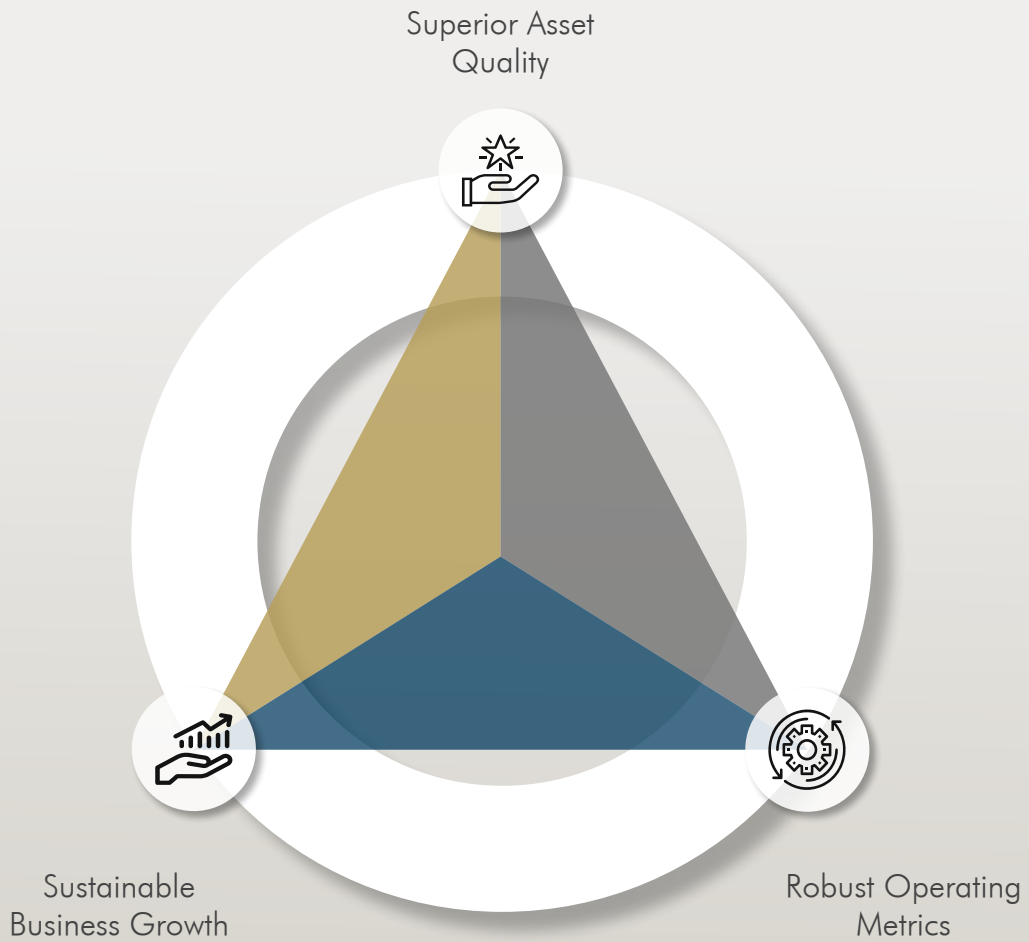 Superior Asset
Quality
Sustainable
Business Growth
Robust Operating
Metrics